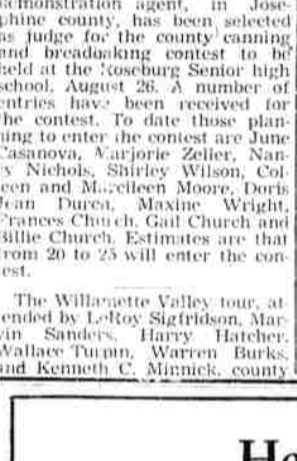 demonstration agent, in Jose-
phine county, has been selected
as judge for the county canning
and breadoaking contest to be
held at the Roseburg Senior high
school, August 26. A number of
entries have been received for
the contest. To date those plan-
ning to enter the contest are June
Casanova, Marjorie Zeller, Nan-
cy Nichols, Shirley Wilson, Col-
leen and Marcileen Moore, Doris
Jean Durea, Maxine Wright,
Frances Church, Gail Church and
Billie Church. Estimates are that
from 20 to 25 will enter the con-
test.
The Willamette Valley tour, at-
tended by LeRoy Sigfridson, Mar-
vin Sanders, Harry Hatcher,
Wallace Turpin, Warren Burks,
and Kenneth C. Minnick, county
He